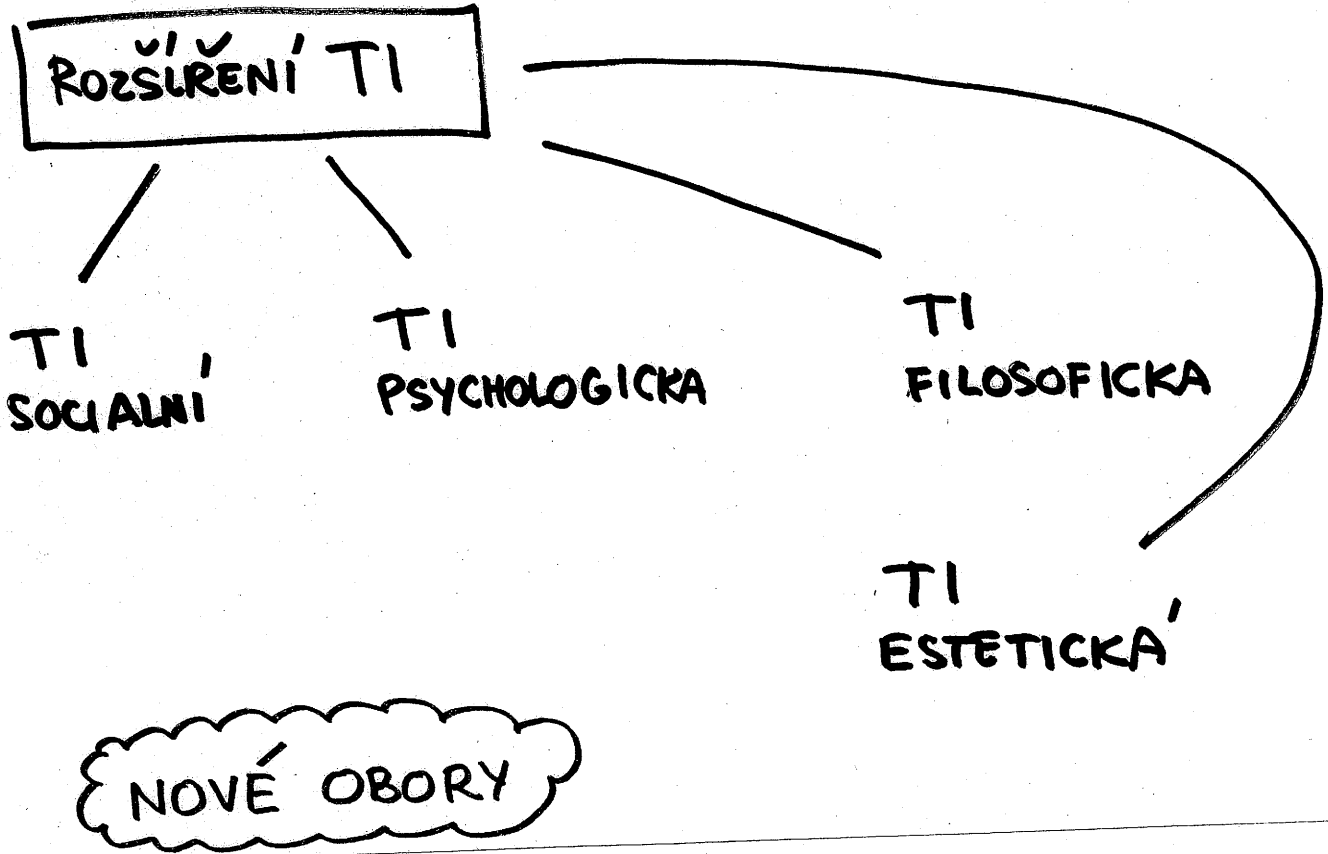 ROZŠÍŘENÍ TI
TI
SOCIALNÍ
TI
PSYCHOLOGICKA
TI
FILOSOFICKA
TI
ESTETICKÁ
NOVÉ OBORY